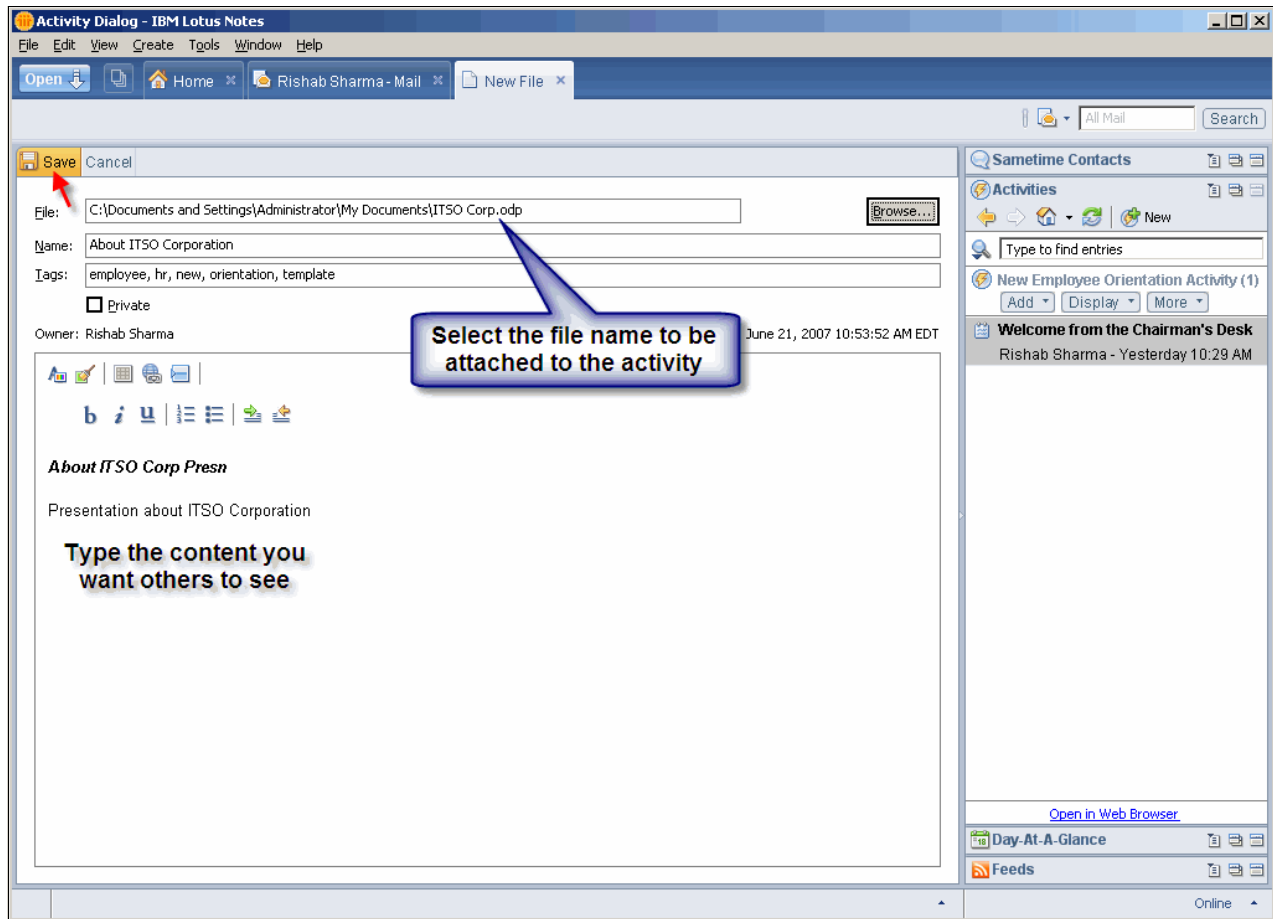 Activity Dialog - IBM Lotus Notes
File Edit View Create Tools Window Help
Open Home Rishab Sharma - Mail New File
All Mail Search
Save Cancel
File: C:\Documents and Settings\Administrator\My Documents\ITSO Corp.odp Browse...
Name: About ITSO Corporation
Tags: employee, hr, new, orientation, template
Private
Owner: Rishab Sharma June 21, 2007 10:53:52 AM EDT
Select the file name to be
attached to the activity
b i u
About ITSO Corp Presn
Presentation about ITSO Corporation
Type the content you
want others to see
Sametime Contacts
Activities
New
Type to find entries
New Employee Orientation Activity (1)
Add Display More
Welcome from the Chairman's Desk
Rishab Sharma - Yesterday 10:29 AM
Open in Web Browser
Day-At-A-Glance
Feeds
Online